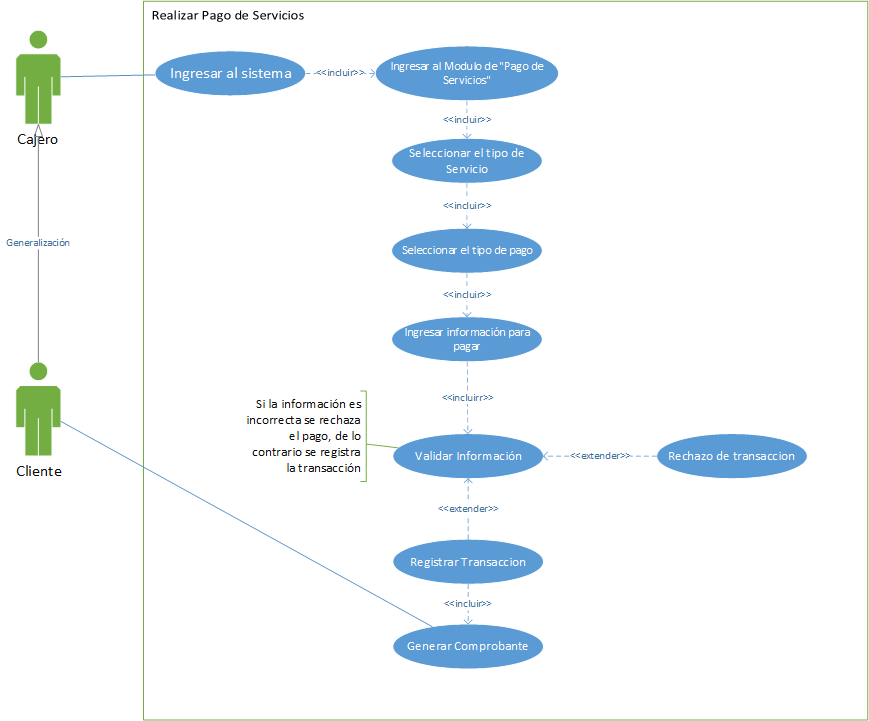 Realizar Pago de Servicios
Ingresar al sistema
<<incluir>>
Ingresar al Modulo de "Pago de
Servicios"
Cajero
<<incluir>>
Seleccionar el tipo de
Servicio
<<incluir>>
Generalización
Seleccionar el tipo de pago
<<incluir>>
Ingresar información para
pagar
<<incluirr>>
Si la información es
incorrecta se rechaza
el pago, de lo
contrario se registra
la transacción
Validar Información
<<extender>>
Rechazo de transaccion
Cliente
<<extender>>
Registrar Transaccion
<<incluir>>
Generar Comprobante